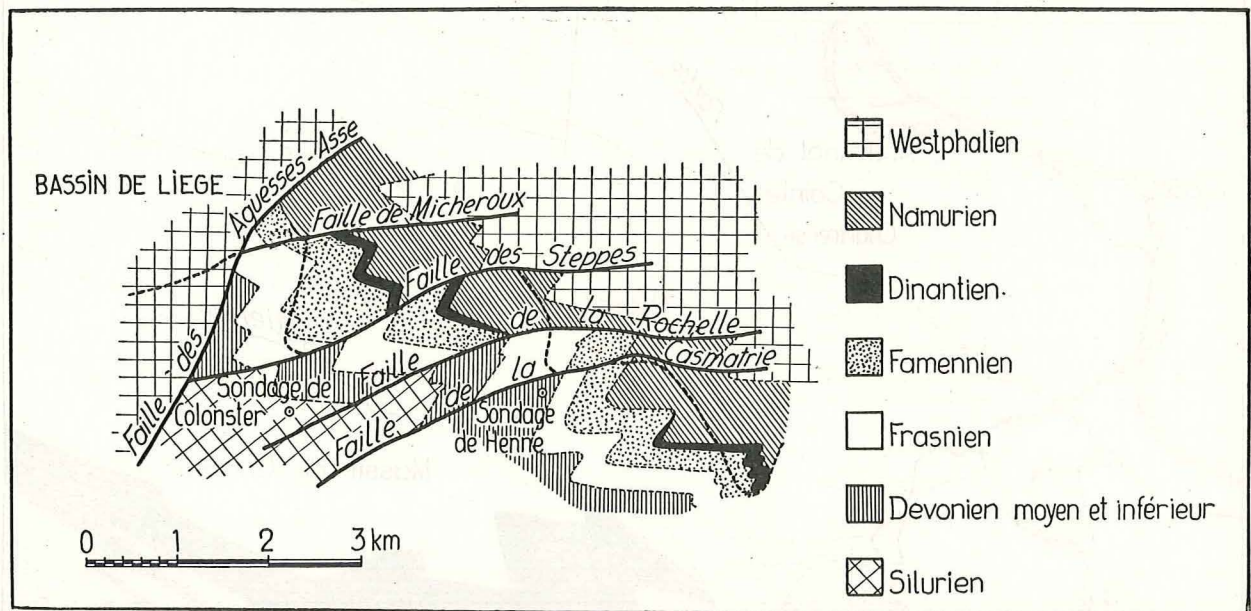 BASSIN DE LIEGE
Faille - des Aguesses - Asse
Faille de Micheroux
Faille des Steppes
Faille de la Rochelle
Faille de la Casmatrie
Sondage de
Colonster
Sondage
de Henne
0 1 2 3 km
Westphalien
Namurien
Dinantien.
Famennien
Frasnien
Devonien moyen et inférieur
Silurien